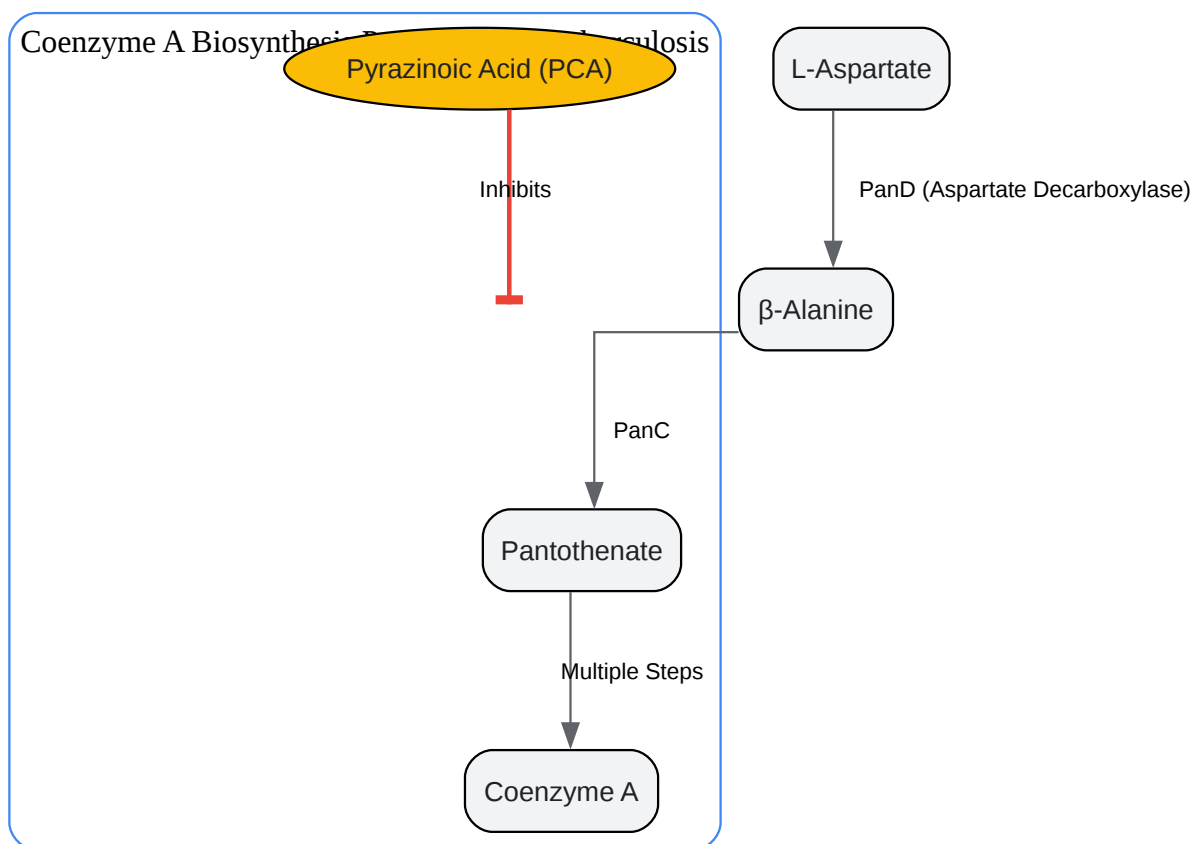 Coenzyme A Biosynthesis
Pyrazinoic Acid (PCA)
L-Aspartate
Inhibits
PanD (Aspartate Decarboxylase)
β-Alanine
PanC
Pantothenate
Multiple Steps
Coenzyme A